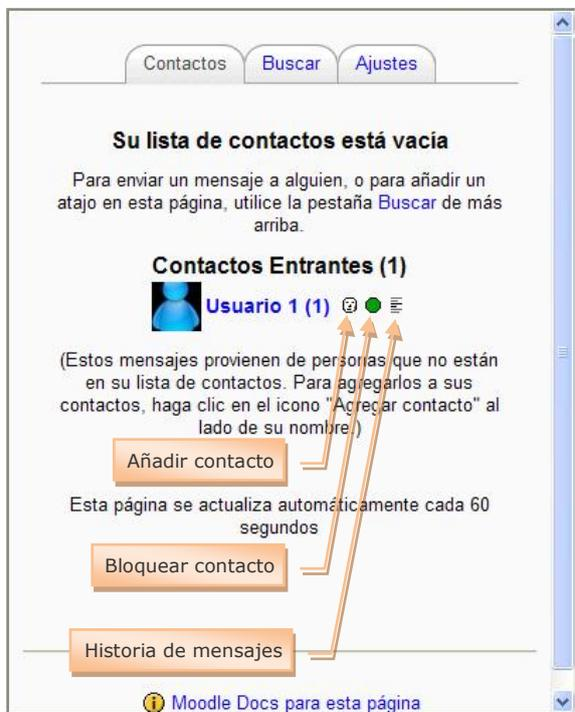 Contactos Buscar Ajustes
Su lista de contactos está vacía
Para enviar un mensaje a alguien, o para añadir un
atajo en esta página, utilice la pestaña Buscar de más
arriba.
Contactos Entrantes (1)
Usuario 1 (1)
(Estos mensajes provienen de personas que no están
en su lista de contactos. Para agregarlos a sus
contactos, haga clic en el icono "Agregar contacto" al
lado de su nombre.)
Añadir contacto
Esta página se actualiza automáticamente cada 60
segundos
Bloquear contacto
Historia de mensajes
Moodle Docs para esta página